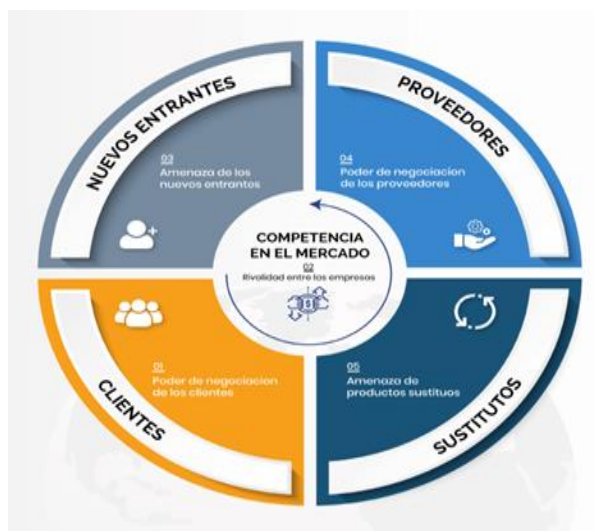 NUEVOS ENTRANTES
03
Amenaza de los
nuevos entrantes
PROVEEDORES
04
Poder de negociacion
de los proveedores
COMPETENCIA
EN EL MERCADO
02
Rivalidad entre las empresas
01
Poder de negociacion
de los clientes
CLIENTES
05
Amenaza de
productos sustituos
SUSTITUTOS